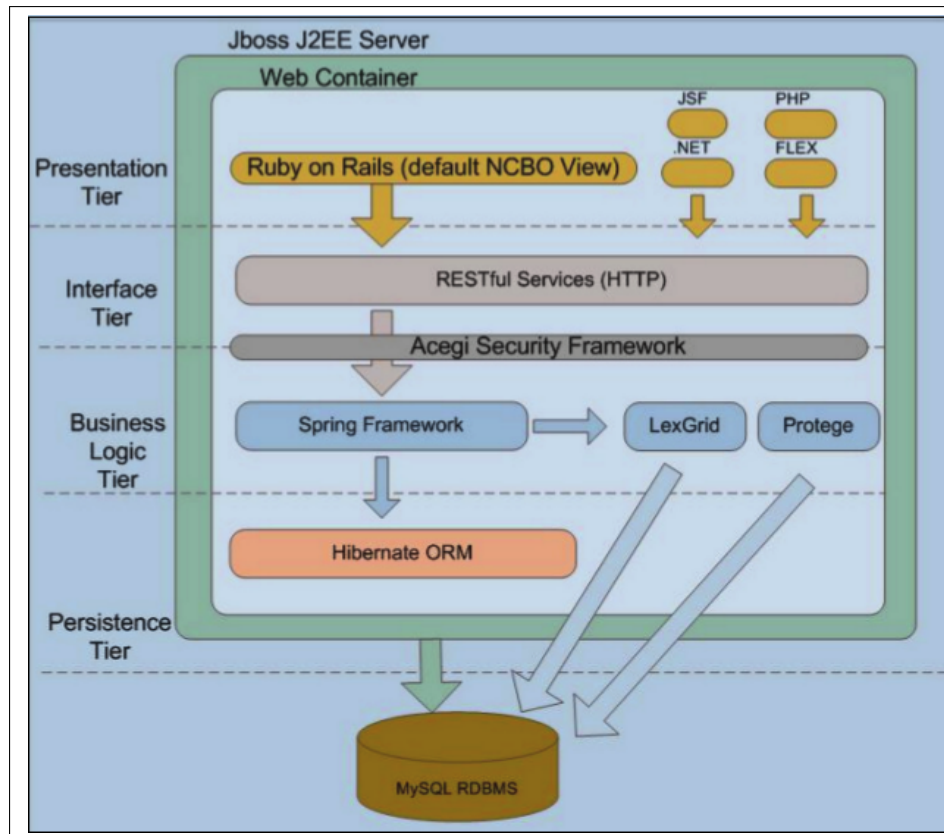 Jboss J2EE Server
Web Container
JSF
PHP
.NET
FLEX
Presentation
Tier
Ruby on Rails (default NCBO View)
Interface
Tier
RESTful Services (HTTP)
Acegi Security Framework
Business
Logic
Tier
Spring Framework
LexGrid
Protege
Hibernate ORM
Persistence
Tier
MySQL RDBMS